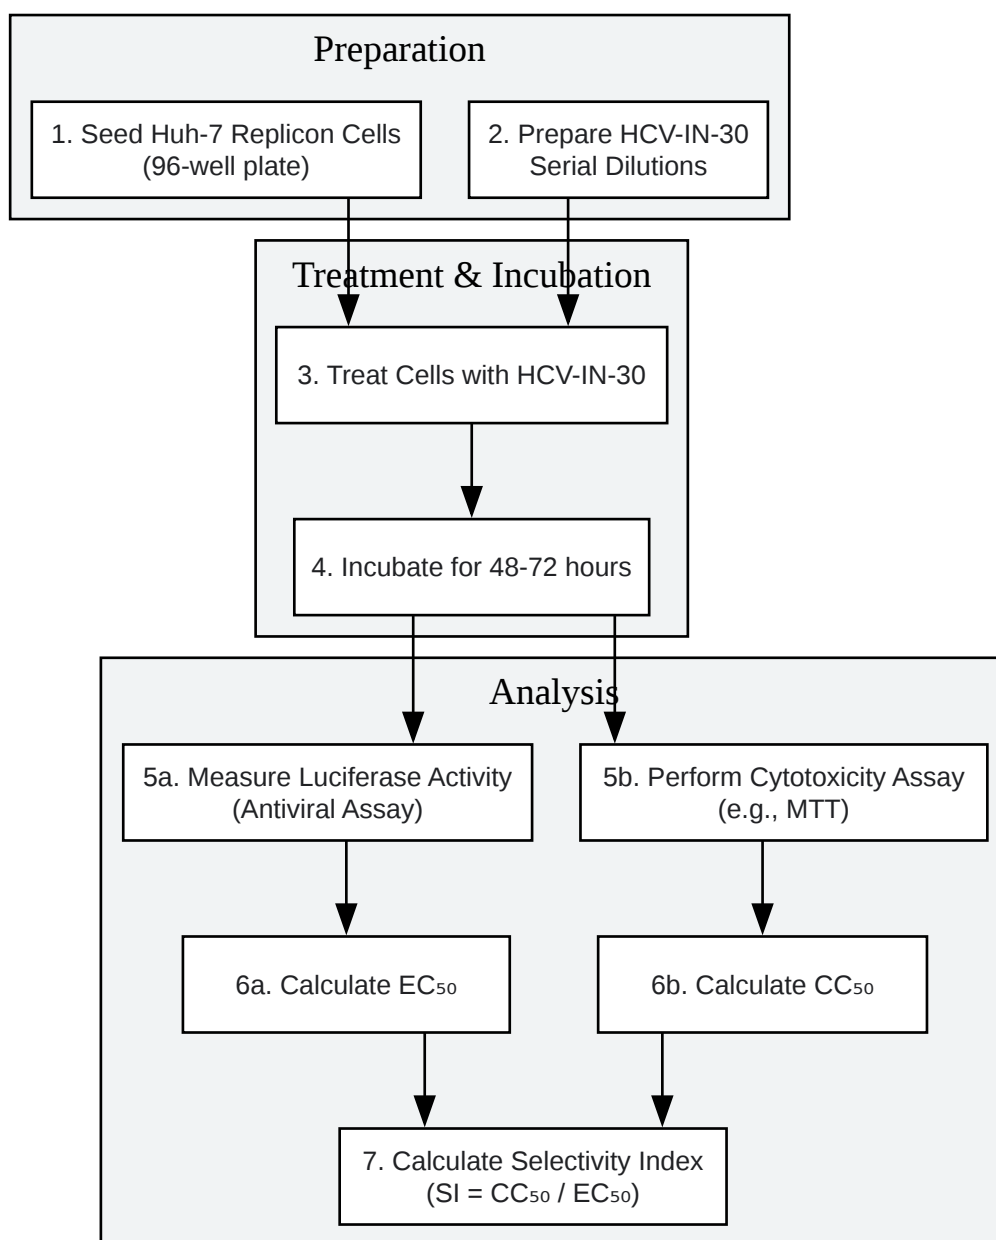 Preparation
1. Seed Huh-7 Replicon Cells
(96-well plate)
2. Prepare HCV-IN-30
Serial Dilutions
Treatment & Incubation
3. Treat Cells with HCV-IN-30
4. Incubate for 48-72 hours
Analysis
5a. Measure Luciferase Activity
(Antiviral Assay)
5b. Perform Cytotoxicity Assay
(e.g., MTT)
6a. Calculate EC₅₀
6b. Calculate CC₅₀
7. Calculate Selectivity Index
(SI = CC₅₀ / EC₅₀)